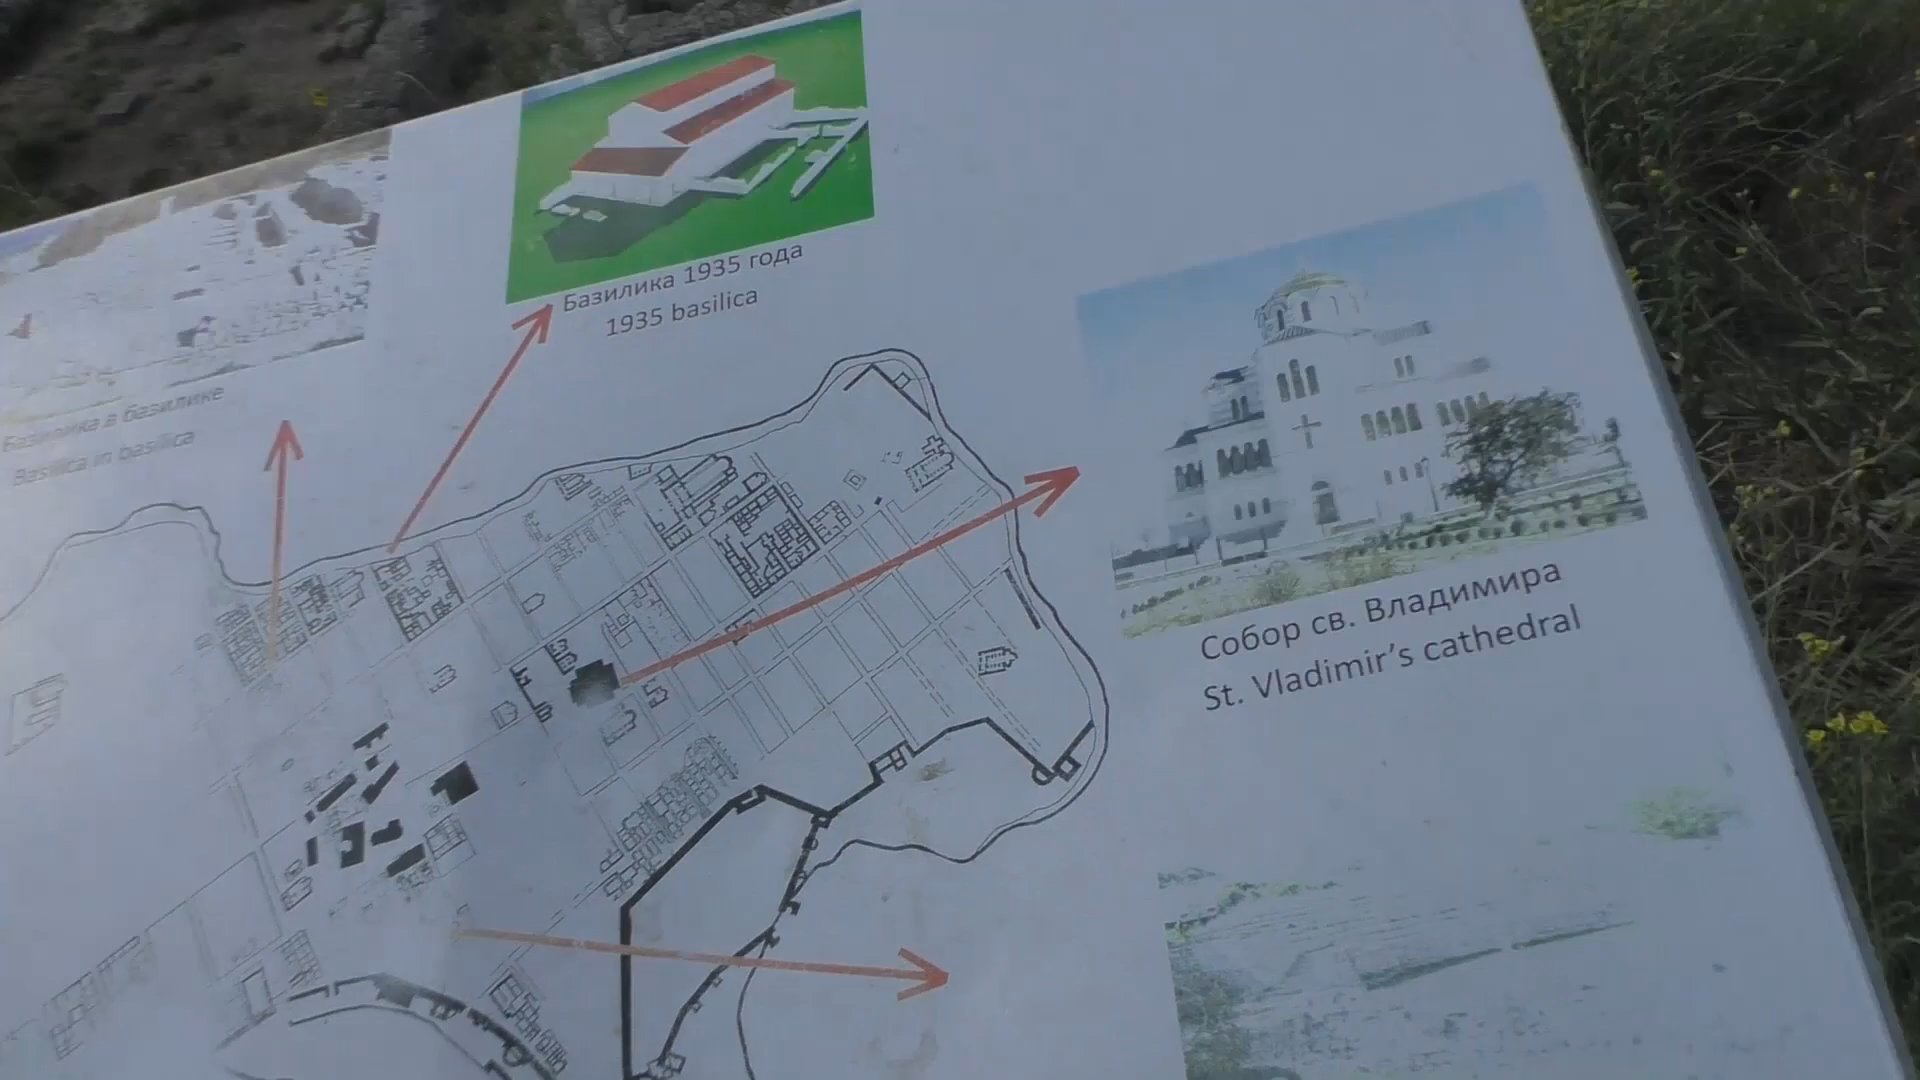 Базилика 1935 года
1935 basilica
Базилика в базилике
Basilica in basilica
Собор св. Владимира
St. Vladimir's cathedral